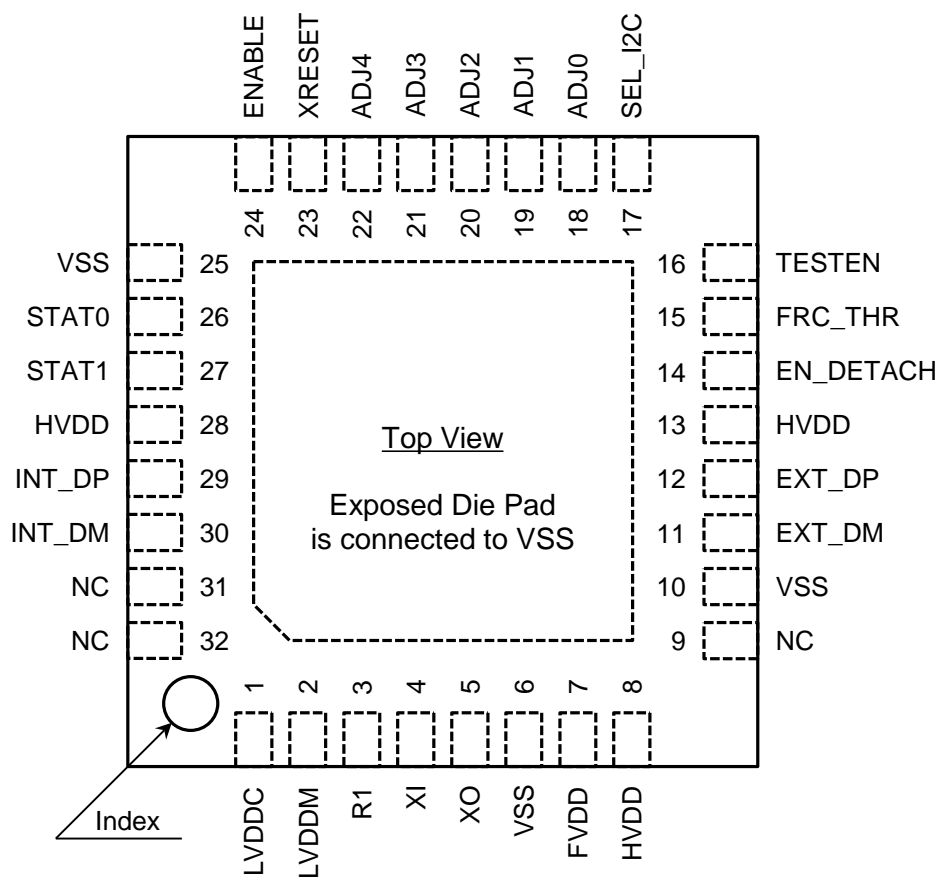 ENABLE
XRESET
ADJ4
ADJ3
ADJ2
ADJ1
ADJ0
SEL_I2C
24
23
22
21
20
19
18
17
VSS 25
STAT0 26
STAT1 27
HVDD 28
INT_DP 29
INT_DM 30
NC 31
NC 32
16 TESTEN
15 FRC_THR
14 EN_DETACH
13 HVDD
12 EXT_DP
11 EXT_DM
10 VSS
9 NC
Top View
Exposed Die Pad
is connected to VSS
1
2
3
4
5
6
7
8
LVDDC
LVDDM
R1
XI
XO
VSS
FVDD
HVDD
Index